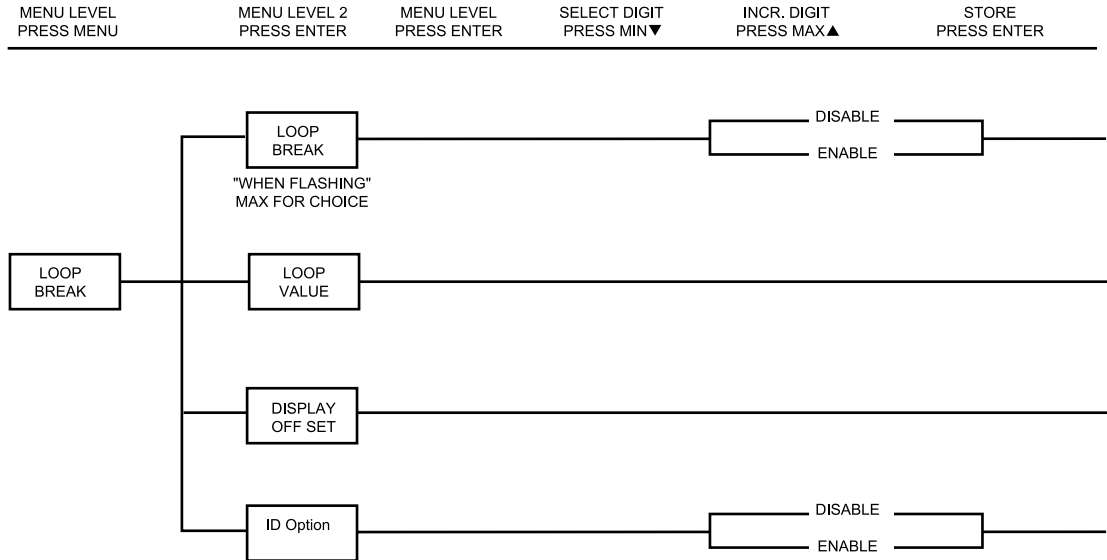 MENU LEVEL
PRESS MENU
MENU LEVEL 2
PRESS ENTER
MENU LEVEL
PRESS ENTER
SELECT DIGIT
PRESS MIN▼
INCR. DIGIT
PRESS MAX▲
STORE
PRESS ENTER
LOOP
BREAK
"WHEN FLASHING"
MAX FOR CHOICE
DISABLE
ENABLE
LOOP
BREAK
LOOP
VALUE
DISPLAY
OFF SET
ID Option
DISABLE
ENABLE